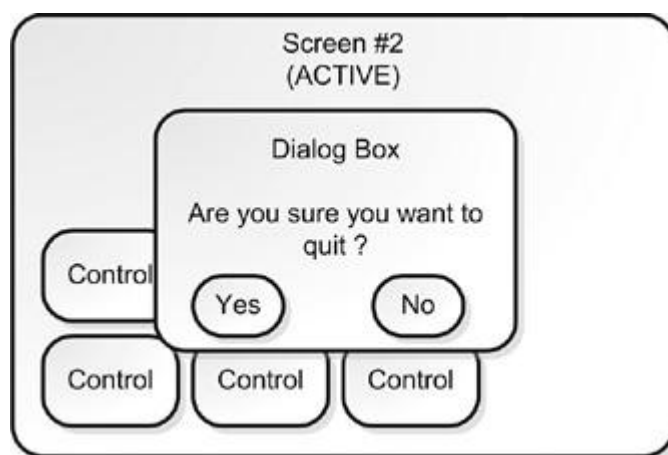 Screen #2
(ACTIVE)
Dialog Box
Are you sure you want to
quit ?
Control
Yes
No
Control
Control
Control